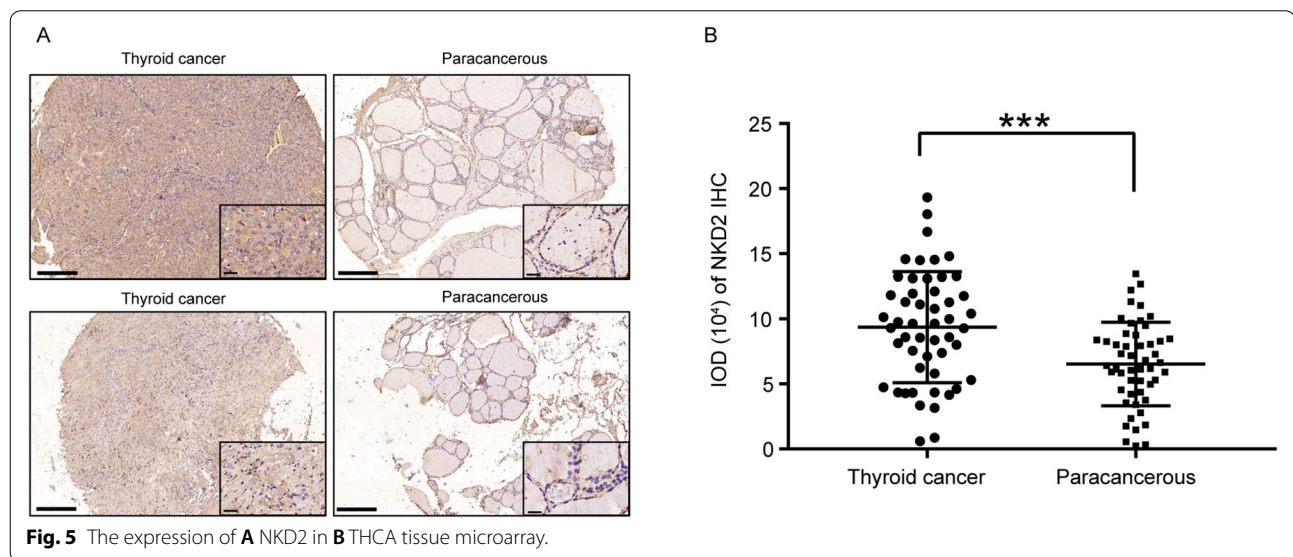 A
Thyroid cancer
Paracancerous
Thyroid cancer
Paracancerous
B
***
IOD (10⁴) of NKD2 IHC
25
20
15
10
5
0
Thyroid cancer
Paracancerous
Fig. 5 The expression of A NKD2 in B THCA tissue microarray.